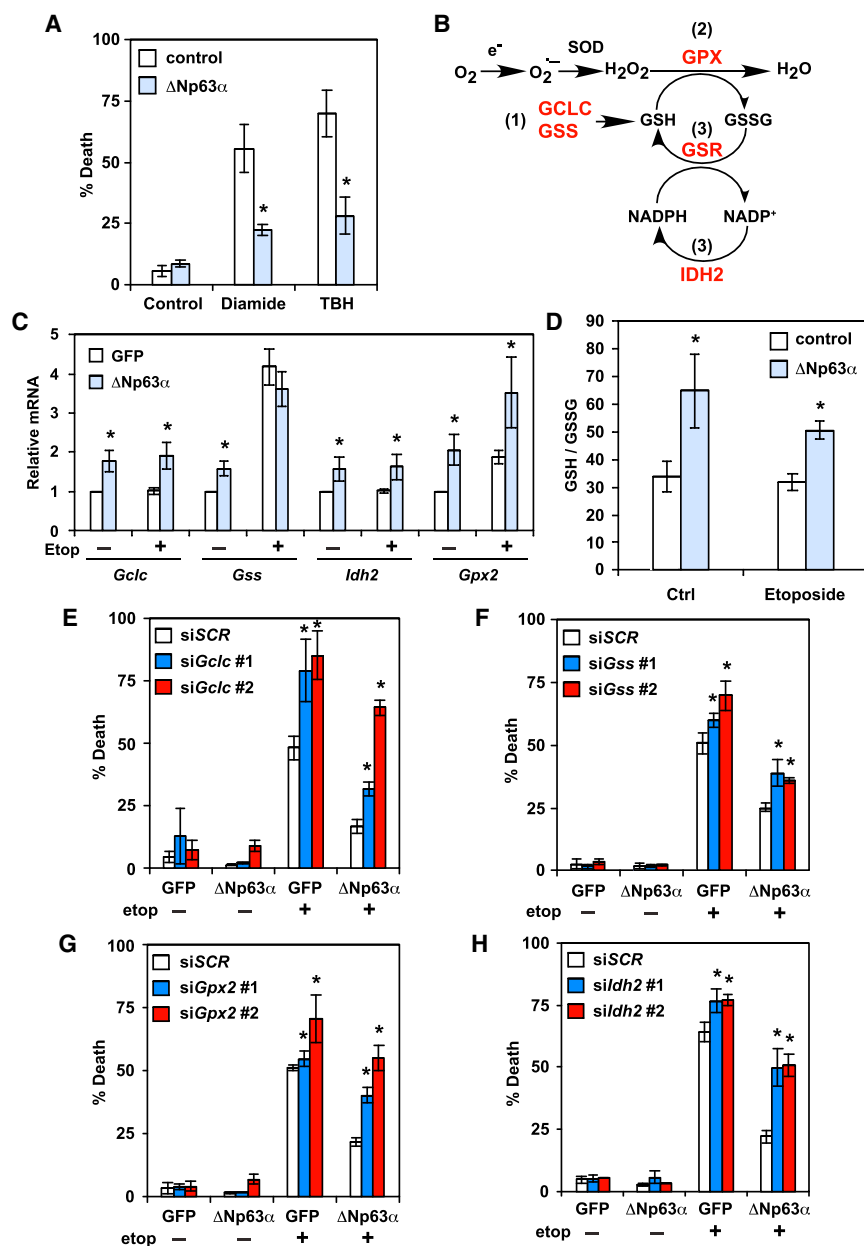 A
100
75
50
25
0
% Death
control
ΔNp63α
*
*
Control Diamide TBH
B
(2)
e⁻ SOD GPX
O₂ O₂·⁻ H₂O₂ H₂O
(1) GCLC
GSS
GSH (3) GSSG
GSR
NADPH NADP⁺
(3)
IDH2
C
5
4
3
2
1
0
Relative mRNA
GFP
ΔNp63α
* * * * * * *
Etop − + − + − + − +
Gclc Gss Idh2 Gpx2
D
90
80
70
60
50
40
30
20
10
0
GSH / GSSG
control
ΔNp63α
* *
Ctrl Etoposide
E
100
75
50
25
0
% Death
siSCR
siGclc #1
siGclc #2
* * * *
GFP ΔNp63α GFP ΔNp63α
etop − − + +
F
100
75
50
25
0
% Death
siSCR
siGss #1
siGss #2
* * * *
GFP ΔNp63α GFP ΔNp63α
etop − − + +
G
100
75
50
25
0
% Death
siSCR
siGpx2 #1
siGpx2 #2
* * * *
GFP ΔNp63α GFP ΔNp63α
etop − − + +
H
100
75
50
25
0
% Death
siSCR
siIdh2 #1
siIdh2 #2
* * * *
GFP ΔNp63α GFP ΔNp63α
etop − − + +